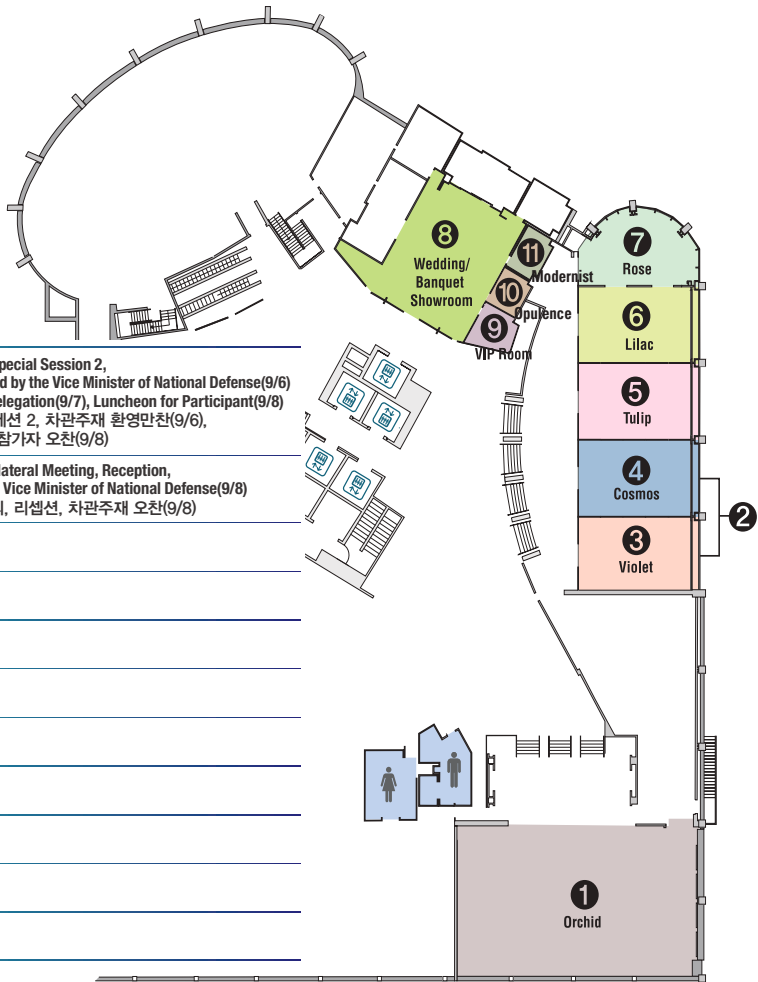 8
Wedding/
Banquet
Showroom
11
Modernist
10
Opulence
9
VIP Room
7
Rose
6
Lilac
5
Tulip
4
Cosmos
3
Violet
2
pecial Session 2,
d by the Vice Minister of National Defense(9/6)
elegation(9/7), Luncheon for Participant(9/8)
션 2, 차관주재 환영만찬(9/6),
참가자 오찬(9/8)
lateral Meeting, Reception,
Vice Minister of National Defense(9/8)
, 리셉션, 차관주재 오찬(9/8)
1
Orchid